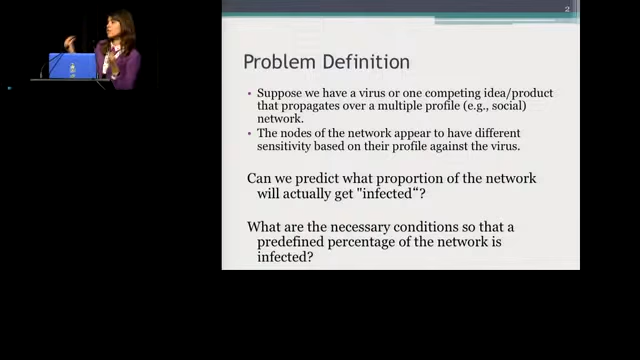 2
Problem Definition
• Suppose we have a virus or one competing idea/product
that propagates over a multiple profile (e.g., social)
network.
• The nodes of the network appear to have different
sensitivity based on their profile against the virus.
Can we predict what proportion of the network
will actually get "infected“?
What are the necessary conditions so that a
predefined percentage of the network is
infected?